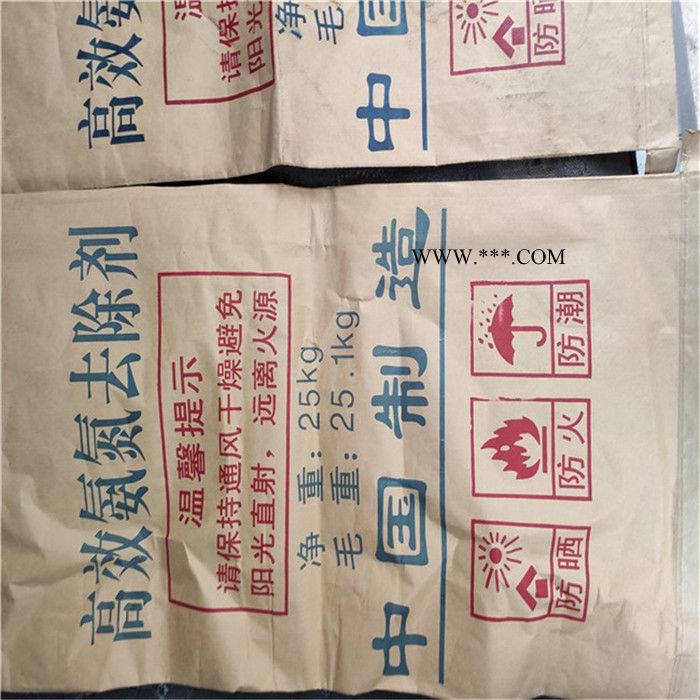 高效氨
温
请保持
阳光
净
毛
中国
防晒
高效氨氮去除剂
温馨提示
请保持通风干燥避免
阳光直射，远离火源
净 重：25kg
毛 重：25.1kg
中国制造
防晒
防火
防潮
WWW.***.COM